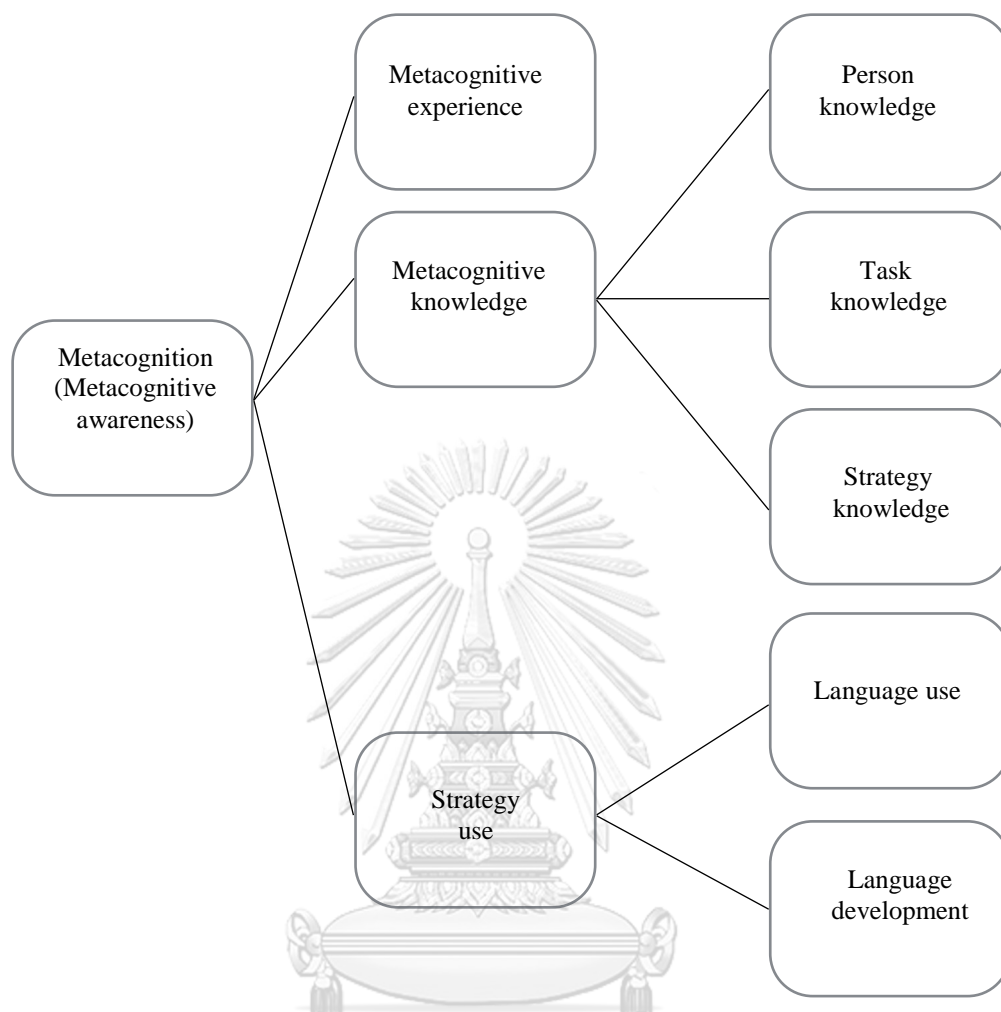 Metacognition
(Metacognitive
awareness)
Metacognitive
experience
Metacognitive
knowledge
Strategy
use
Person
knowledge
Task
knowledge
Strategy
knowledge
Language use
Language
development